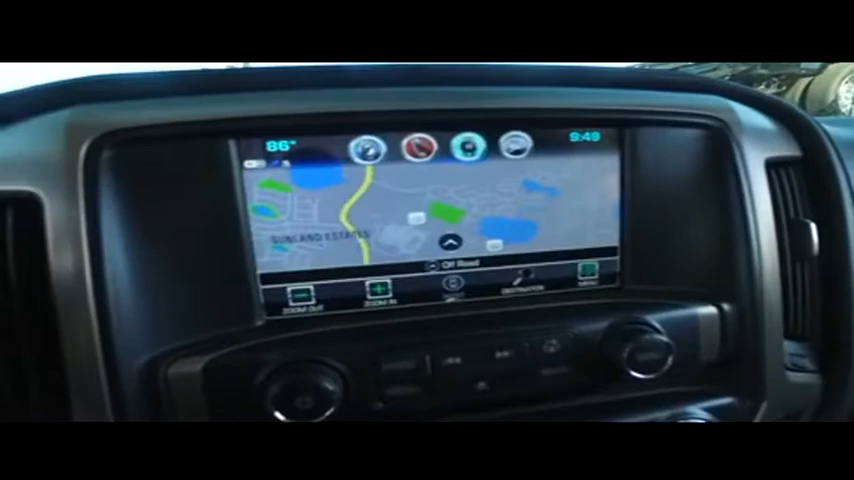 86°
9:49
SUNLAND ESTATES
Off Road
ZOOM OUT
ZOOM IN
DESTINATION
MENU